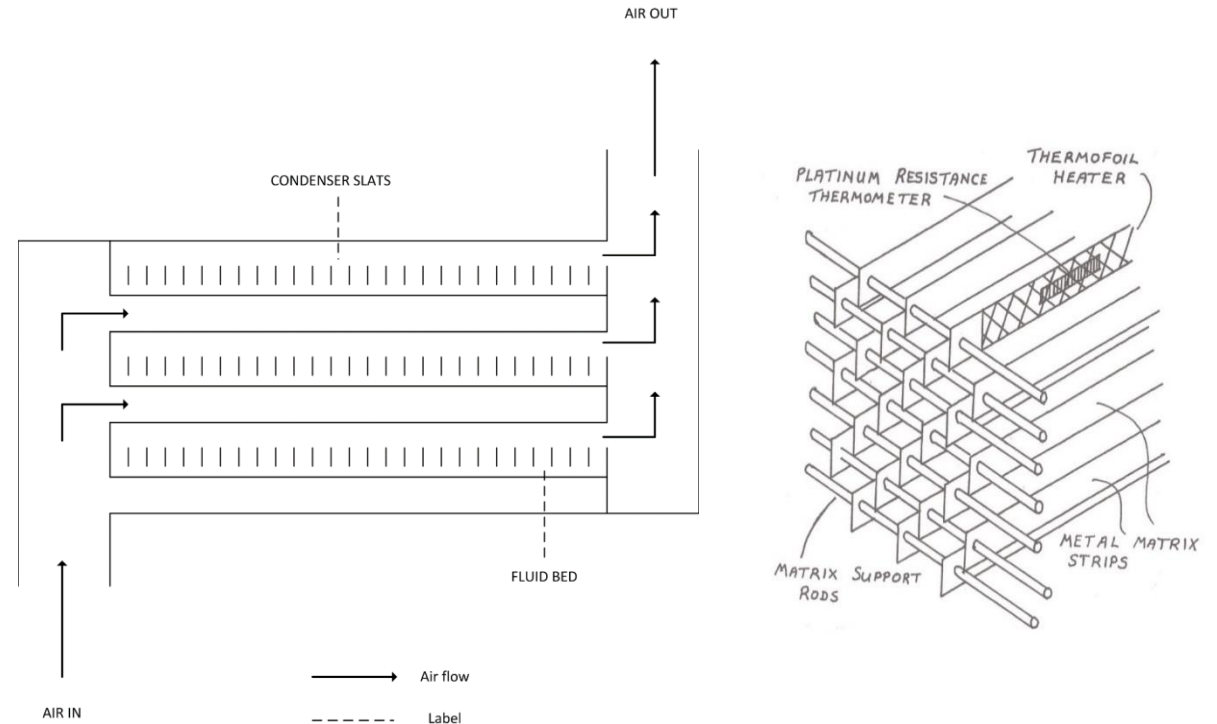 AIR OUT
CONDENSER SLATS
FLUID BED
AIR IN
Air flow
Label
PLATINUM RESISTANCE
THERMOMETER
THERMOFOIL
HEATER
METAL MATRIX
STRIPS
MATRIX SUPPORT
RODS